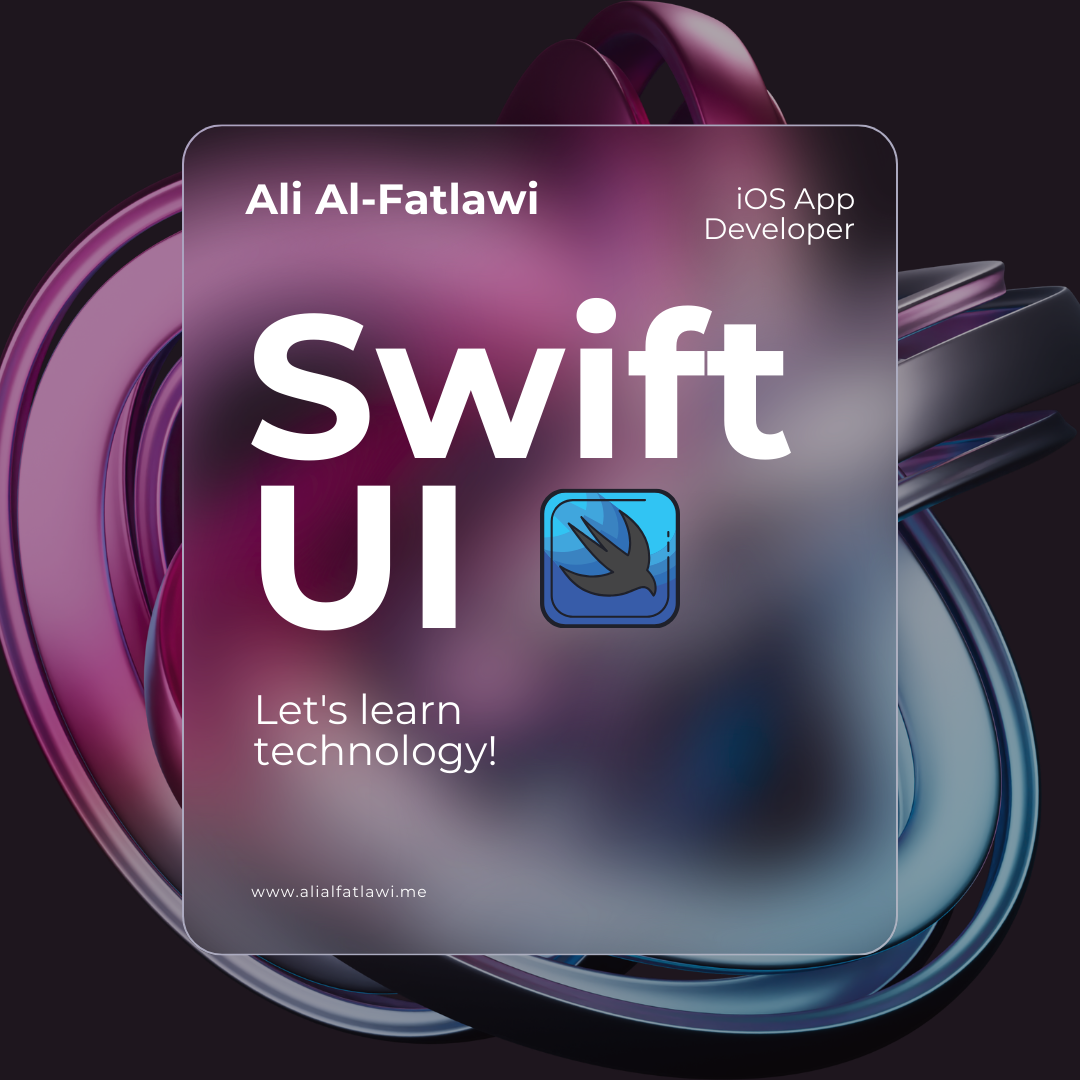 Ali Al-Fatlawi
iOS App
Developer
Swift
UI
Let's learn
technology!
www.alialfatlawi.me